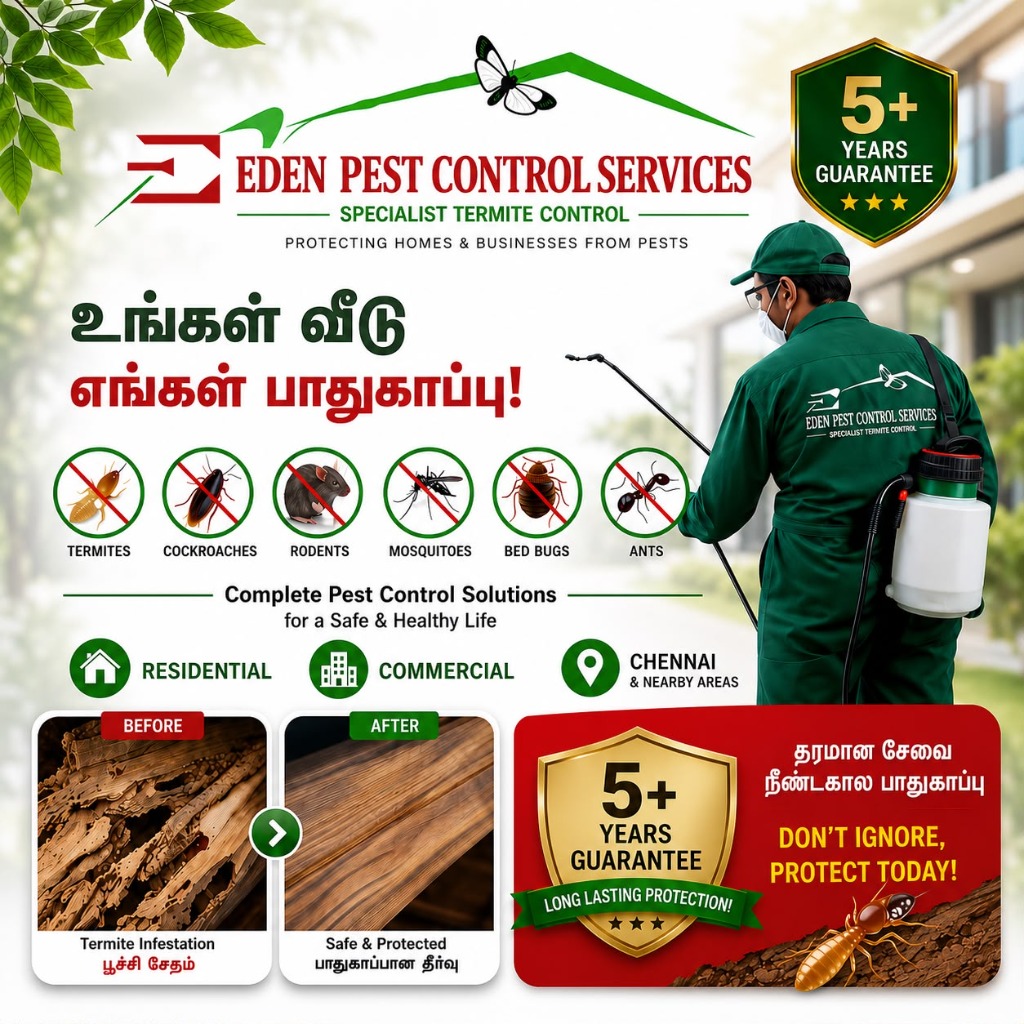 EDEN PEST CONTROL SERVICES
SPECIALIST TERMITE CONTROL
PROTECTING HOMES & BUSINESSES FROM PESTS
5+
YEARS
GUARANTEE
உங்கள் வீடு
எங்கள் பாதுகாப்பு!
EDEN PEST CONTROL SERVICES
SPECIALIST TERMITE CONTROL
TERMITES
COCKROACHES
RODENTS
MOSQUITOES
BED BUGS
ANTS
Complete Pest Control Solutions
for a Safe & Healthy Life
RESIDENTIAL
COMMERCIAL
CHENNAI
& NEARBY AREAS
BEFORE
Termite Infestation
பூச்சி சேதம்
AFTER
Safe & Protected
பாதுகாப்பான தீர்வு
5+
YEARS
GUARANTEE
LONG LASTING PROTECTION!
தரமான சேவை
நீண்டகால பாதுகாப்பு
DON'T IGNORE,
PROTECT TODAY!